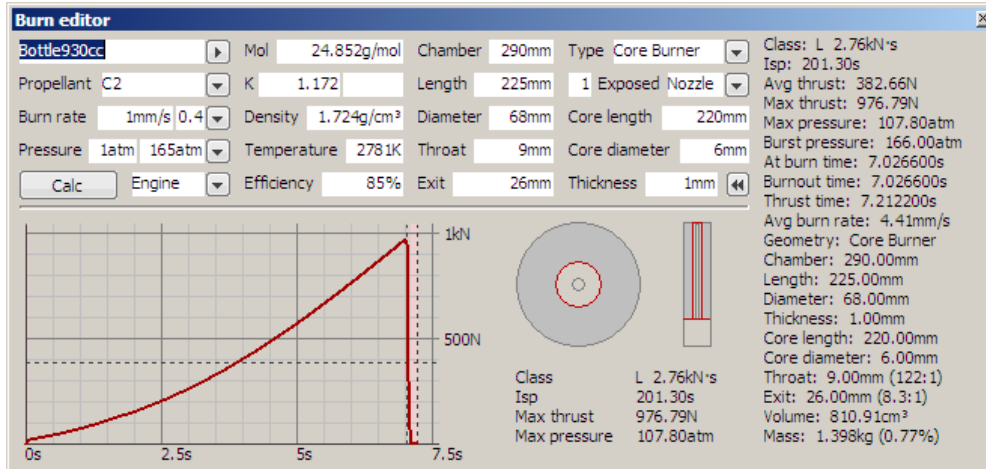 Burn editor
Bottle930cc Mol 24.852g/mol Chamber 290mm Type Core Burner
Propellant C2 K 1.172 Length 225mm 1 Exposed Nozzle
Burn rate 1mm/s 0.4 Density 1.724g/cm³ Diameter 68mm Core length 220mm
Pressure 1atm 165atm Temperature 2781K Throat 9mm Core diameter 6mm
Calc Engine Efficiency 85% Exit 26mm Thickness 1mm
1kN
500N
0s 2.5s 5s 7.5s
Class L 2.76kN·s
Isp 201.30s
Max thrust 976.79N
Max pressure 107.80atm
Class: L 2.76kN·s
Isp: 201.30s
Avg thrust: 382.66N
Max thrust: 976.79N
Max pressure: 107.80atm
Burst pressure: 166.00atm
At burn time: 7.026600s
Burnout time: 7.026600s
Thrust time: 7.212200s
Avg burn rate: 4.41mm/s
Geometry: Core Burner
Chamber: 290.00mm
Length: 225.00mm
Diameter: 68.00mm
Thickness: 1.00mm
Core length: 220.00mm
Core diameter: 6.00mm
Throat: 9.00mm (122:1)
Exit: 26.00mm (8.3:1)
Volume: 810.91cm³
Mass: 1.398kg (0.77%)